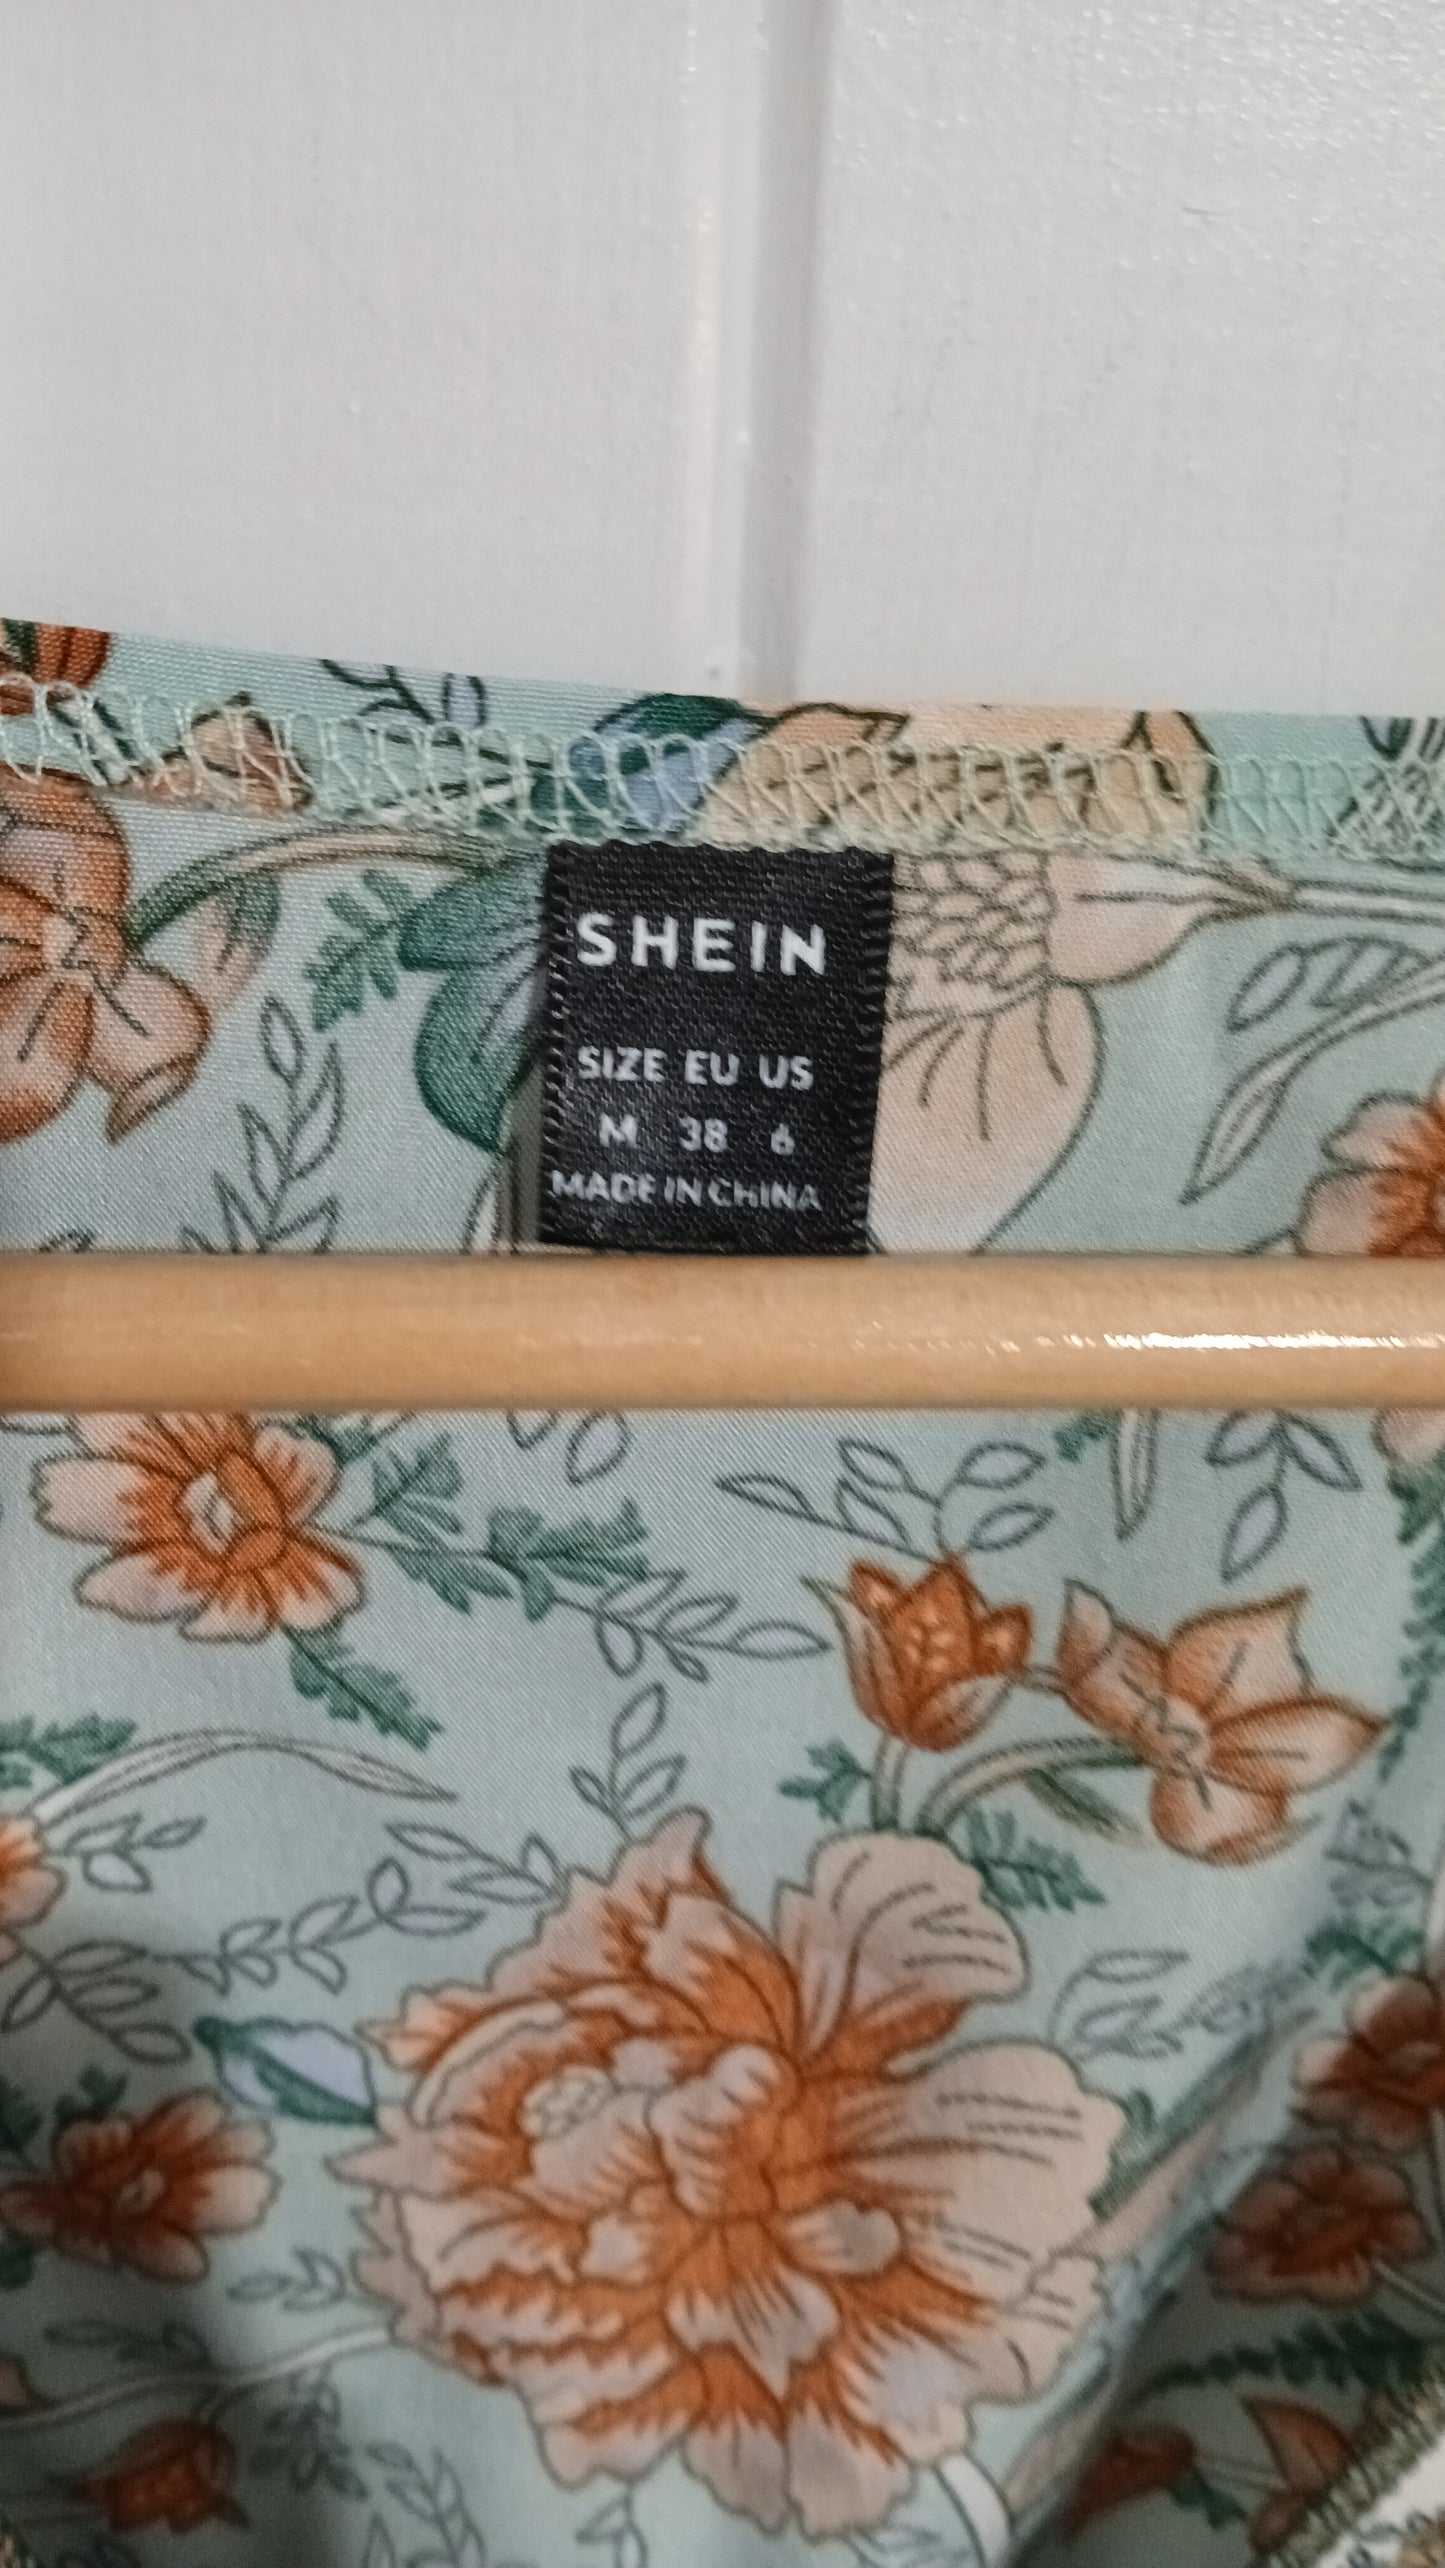 SHEIN
SIZE EU US
M 38 6
MADE IN CHINA